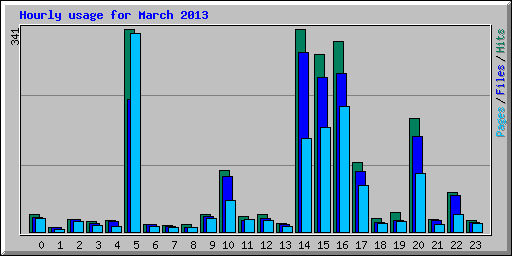 Hourly usage for March 2013
341
Pages / Files / Hits
0 1 2 3 4 5 6 7 8 9 10 11 12 13 14 15 16 17 18 19 20 21 22 23